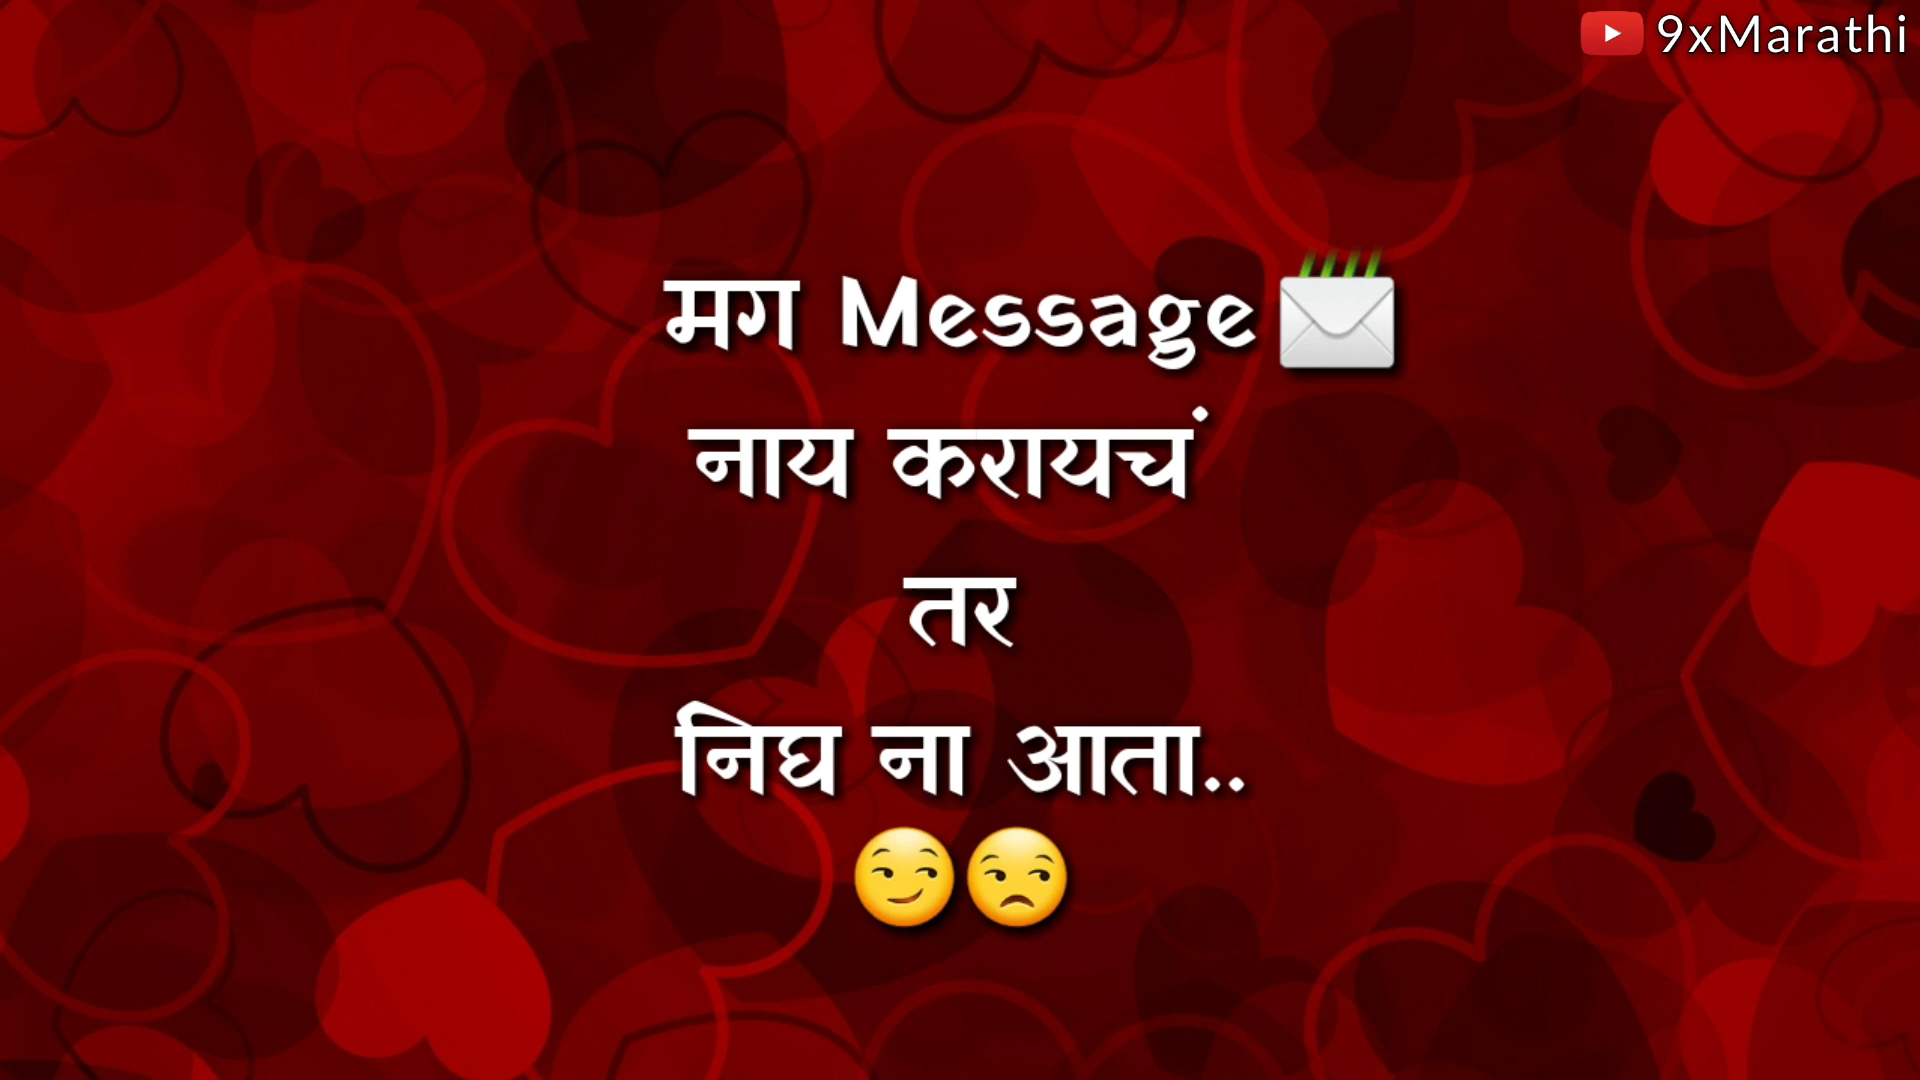 9xMarathi
मग Message 📨
नाय करायचं
तर
निघ ना आता..
😏😒